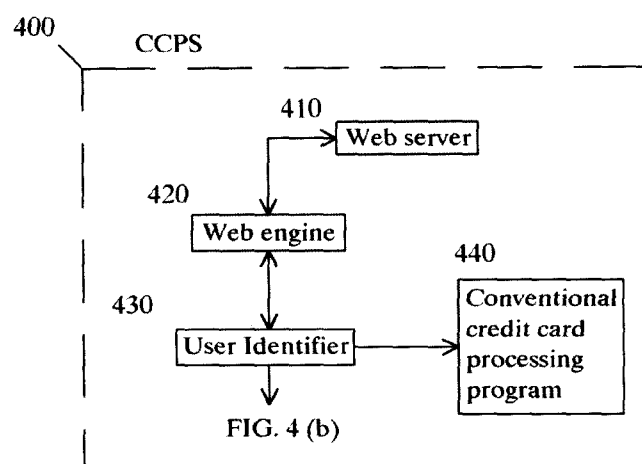 400
CCPS
410
Web server
420
Web engine
440
430
Conventional
credit card
processing
program
User Identifier
FIG. 4 (b)